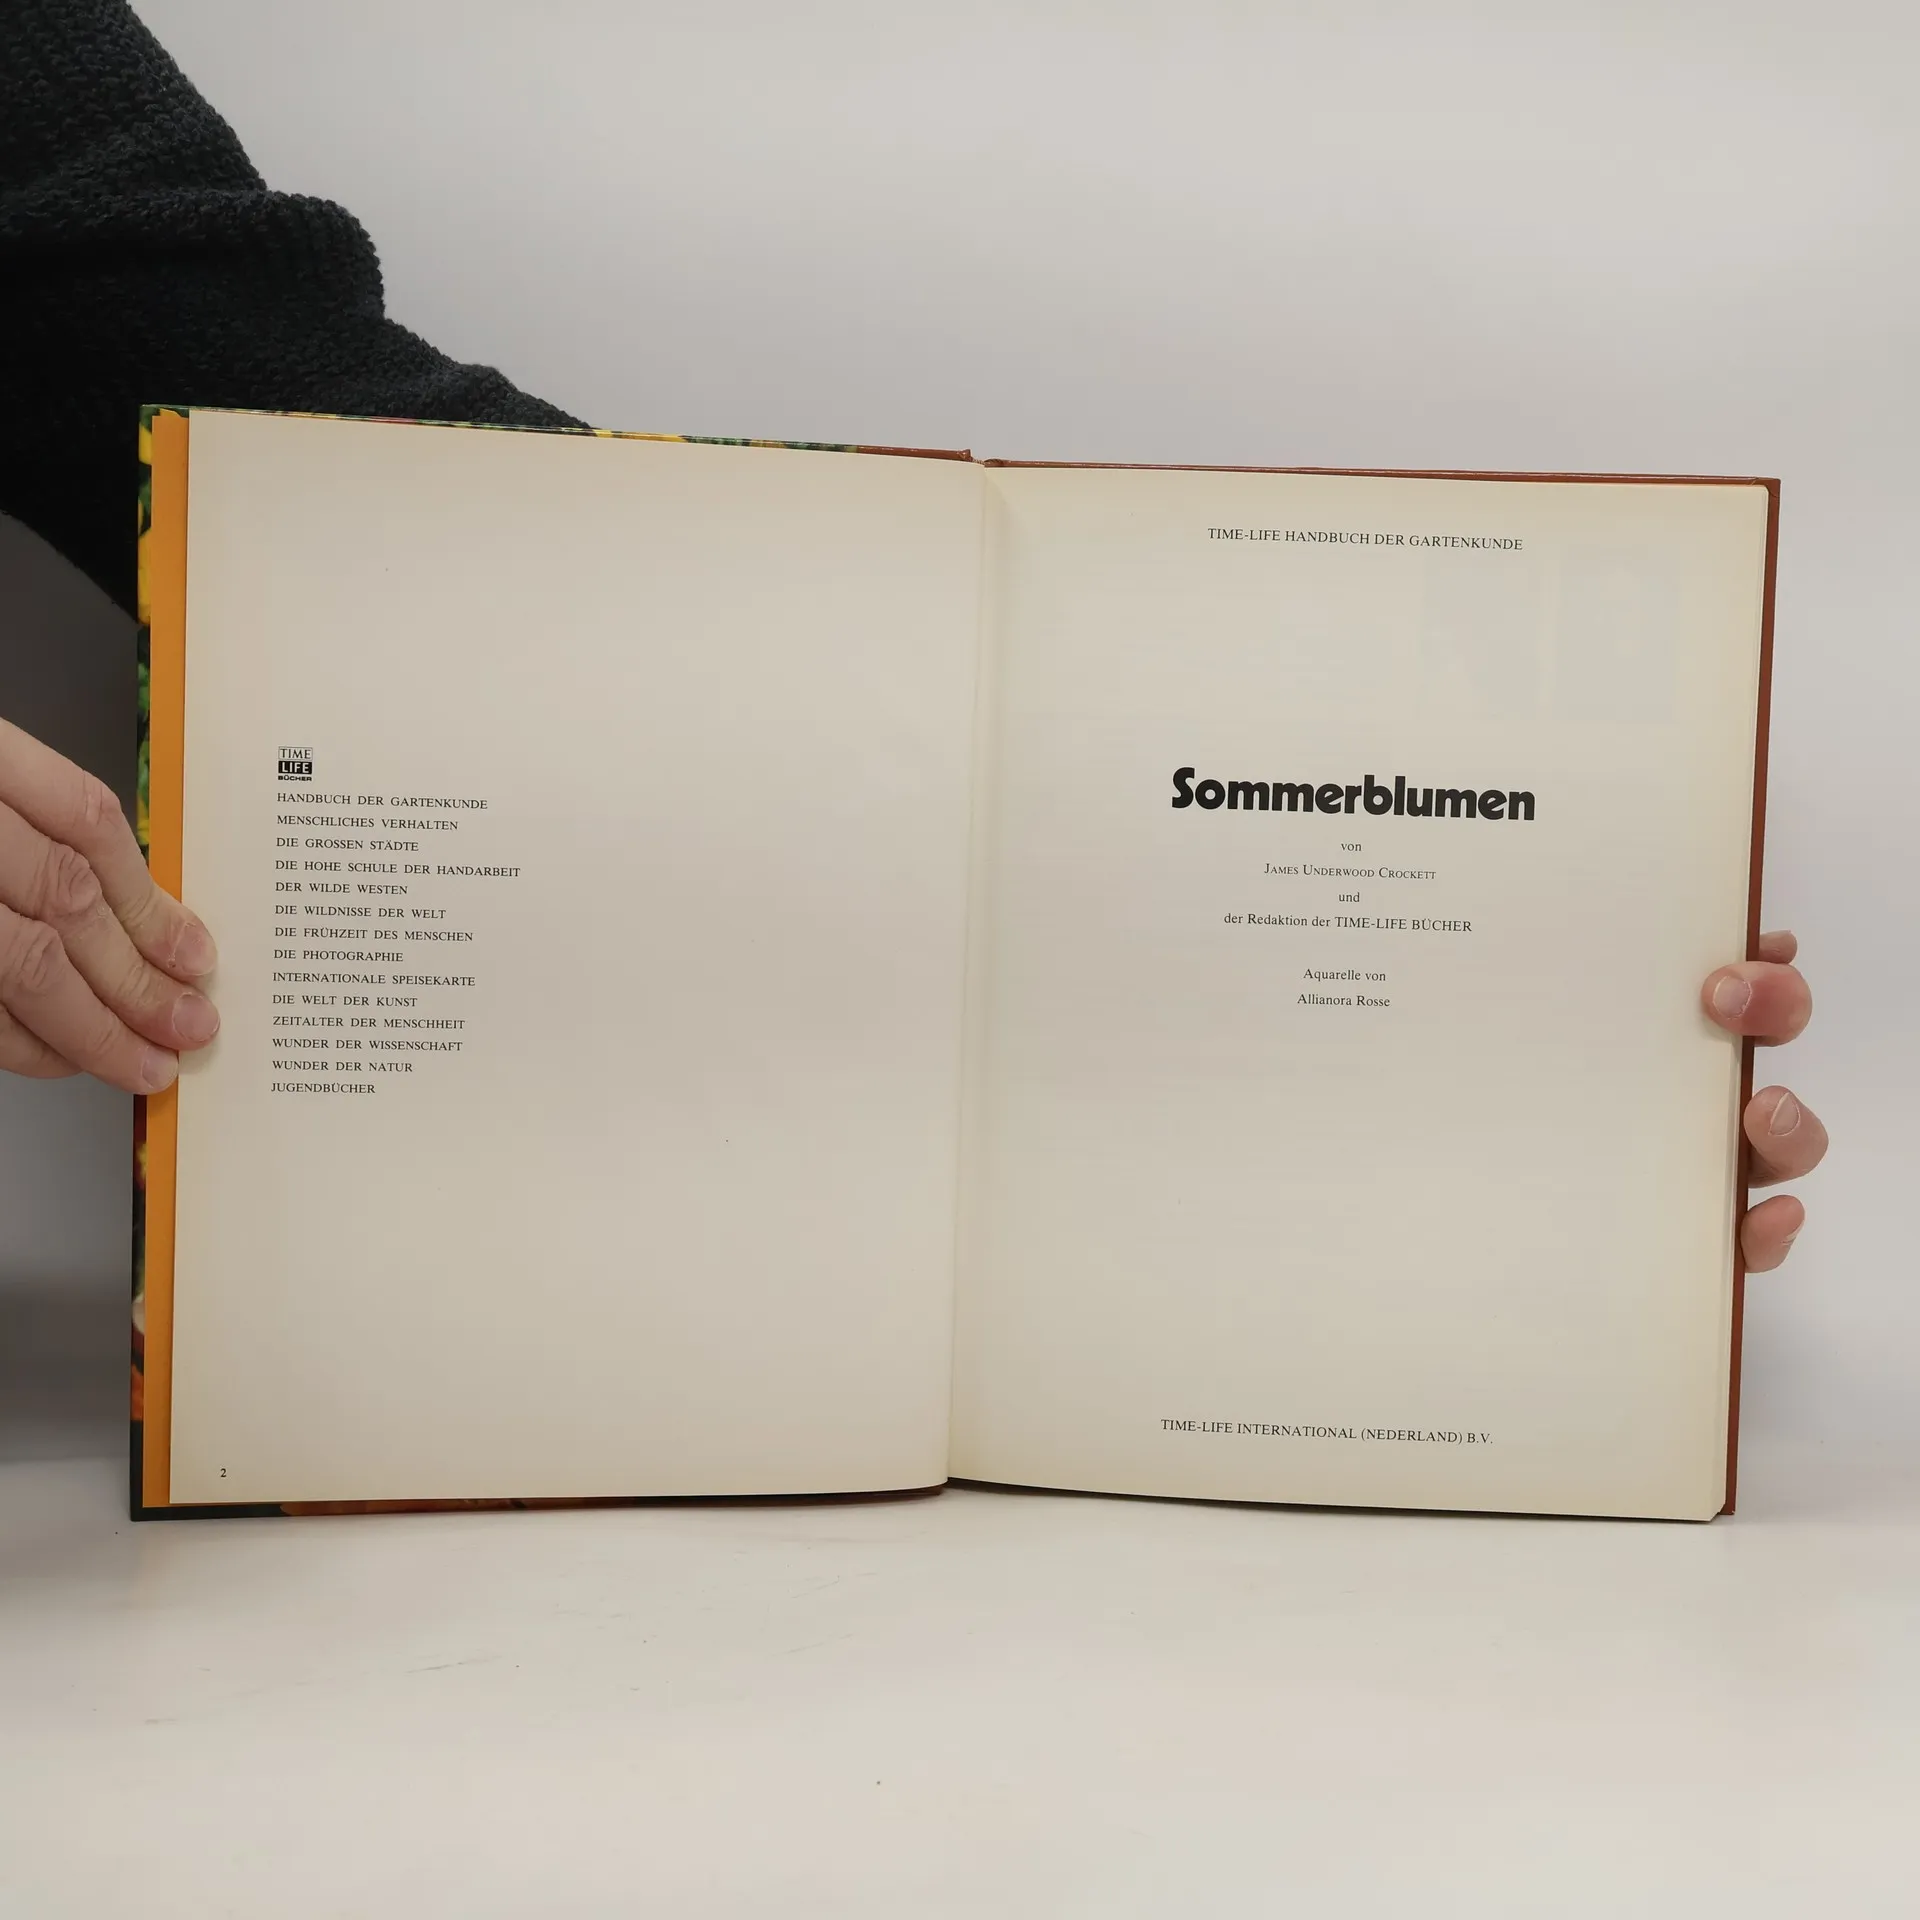 TIME
LIFE
BÜCHER
HANDBUCH DER GARTENKUNDE
MENSCHLICHES VERHALTEN
DIE GROSSEN STÄDTE
DIE HOHE SCHULE DER HANDARBEIT
DER WILDE WESTEN
DIE WILDNISSE DER WELT
DIE FRÜHZEIT DES MENSCHEN
DIE PHOTOGRAPHIE
INTERNATIONALE SPEISEKARTE
DIE WELT DER KUNST
ZEITALTER DER MENSCHHEIT
WUNDER DER WISSENSCHAFT
WUNDER DER NATUR
JUGENDBÜCHER
2
TIME-LIFE HANDBUCH DER GARTENKUNDE
Sommerblumen
von
JAMES UNDERWOOD CROCKETT
und
der Redaktion der TIME-LIFE BÜCHER
Aquarelle von
Allianora Rosse
TIME-LIFE INTERNATIONAL (NEDERLAND) B.V.